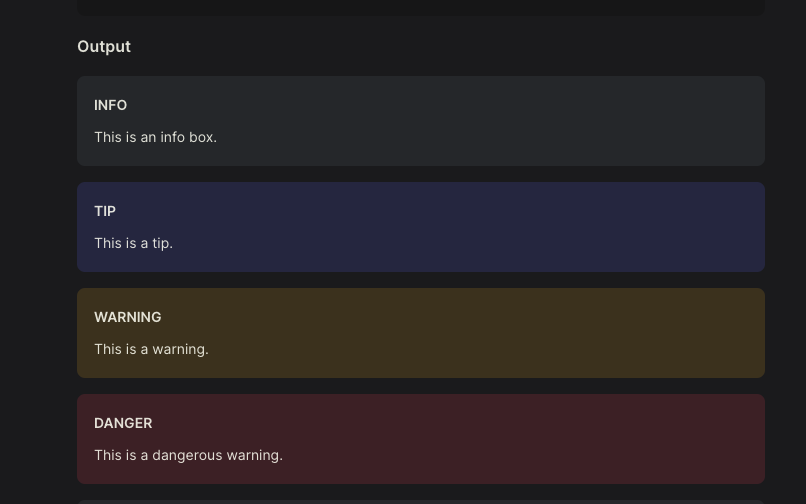 Output
INFO
This is an info box.
TIP
This is a tip.
WARNING
This is a warning.
DANGER
This is a dangerous warning.